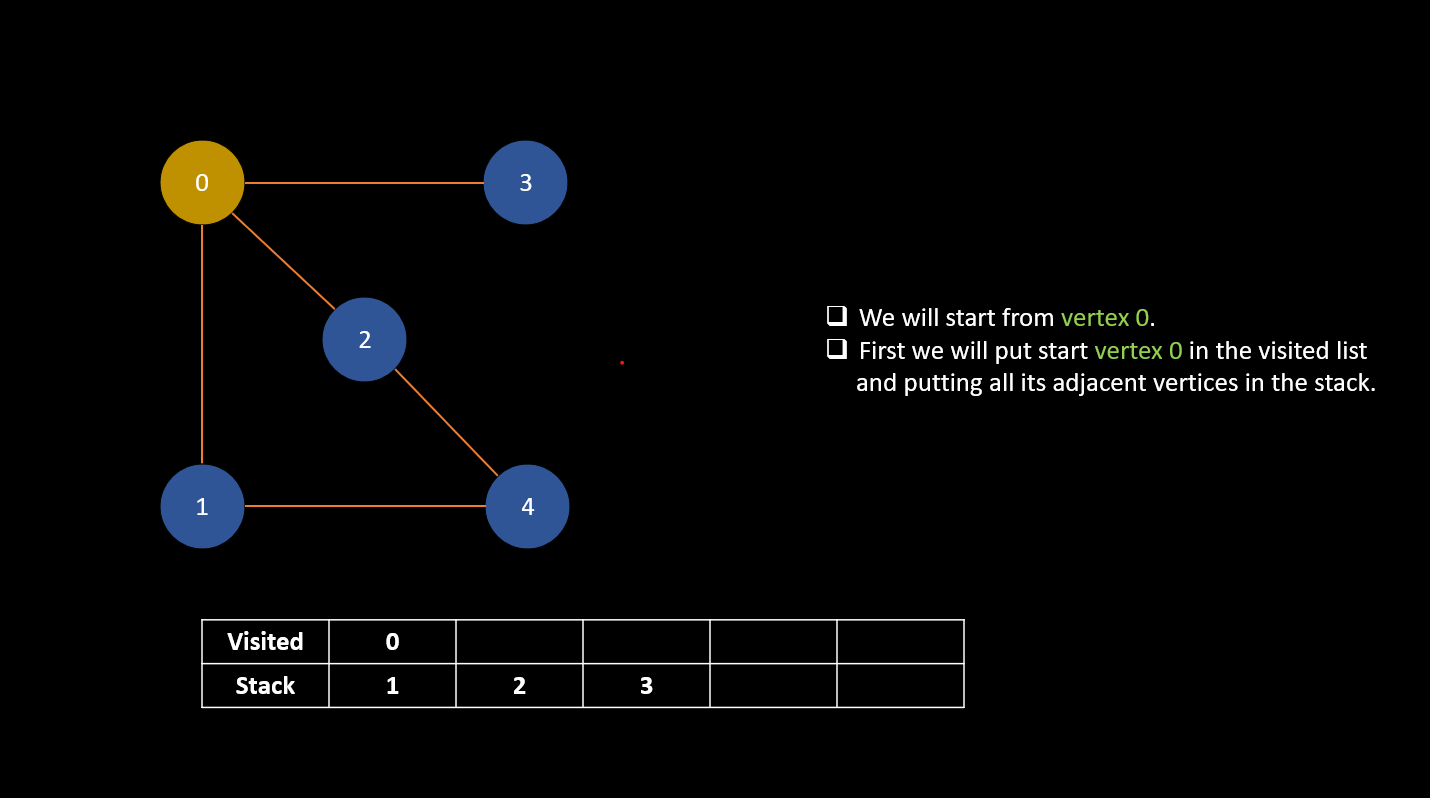 0
3
2
1
4
❑ We will start from vertex 0.
❑ First we will put start vertex 0 in the visited list
and putting all its adjacent vertices in the stack.
Visited 0
Stack 1 2 3